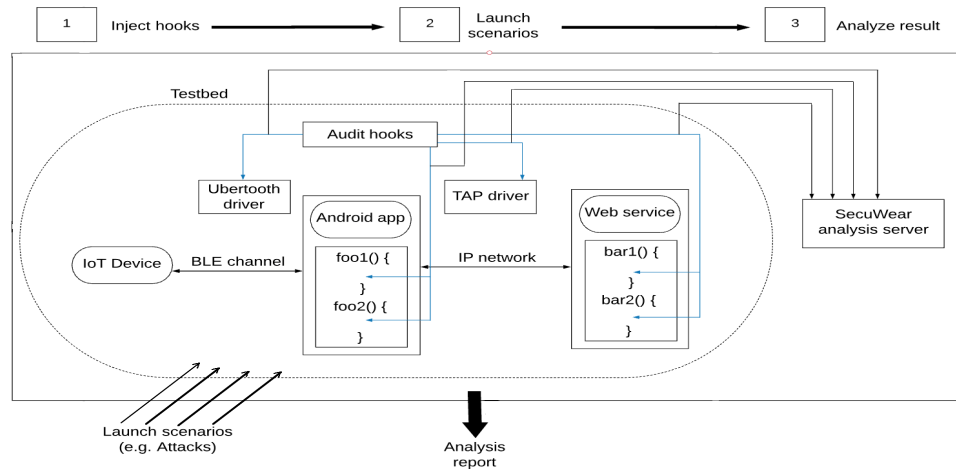 1
Inject hooks
2
Launch
scenarios
3
Analyze result
Testbed
Audit hooks
Ubertooth
driver
TAP driver
Android app
Web service
SecuWear
analysis server
IoT Device
BLE channel
IP network
foo1() {
}
foo2() {
}
bar1() {
}
bar2() {
}
Launch scenarios
(e.g. Attacks)
Analysis
report